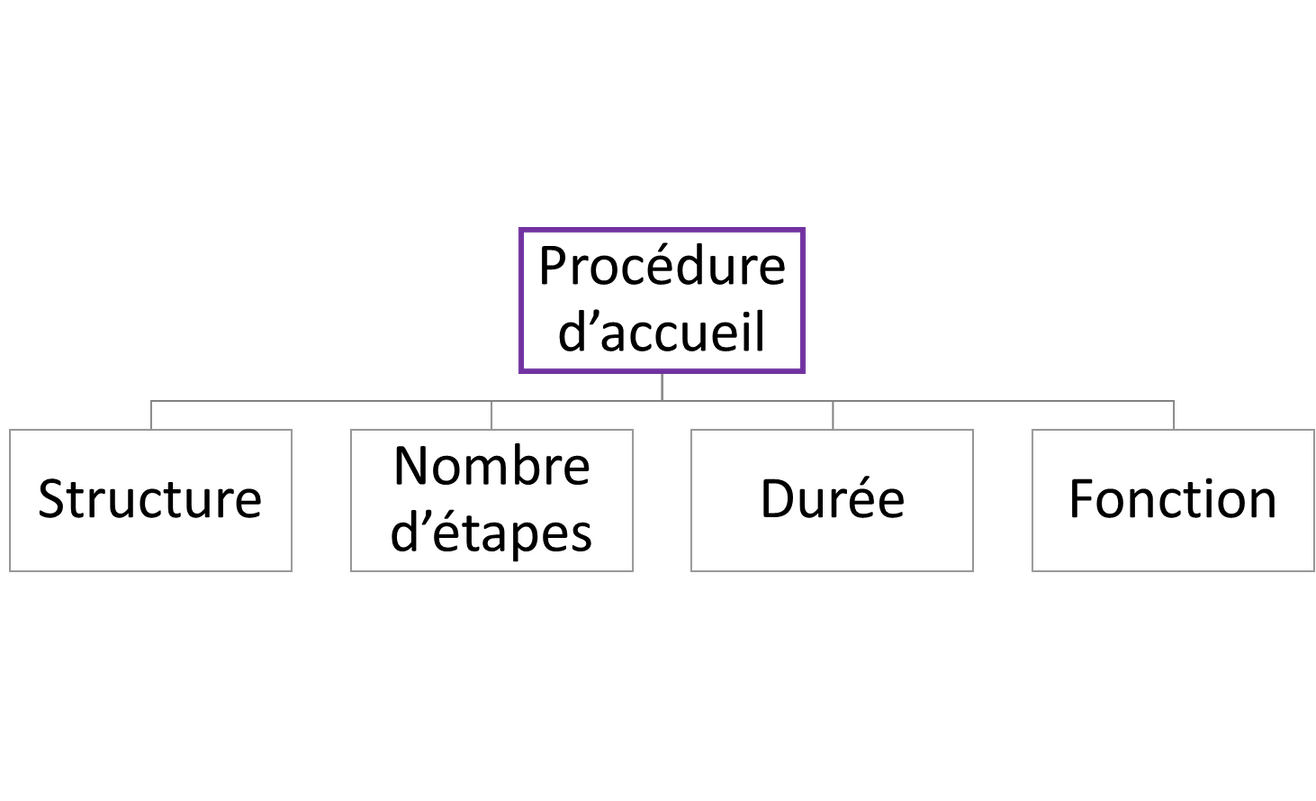 Procédure
d’accueil
Structure
Nombre
d’étapes
Durée
Fonction